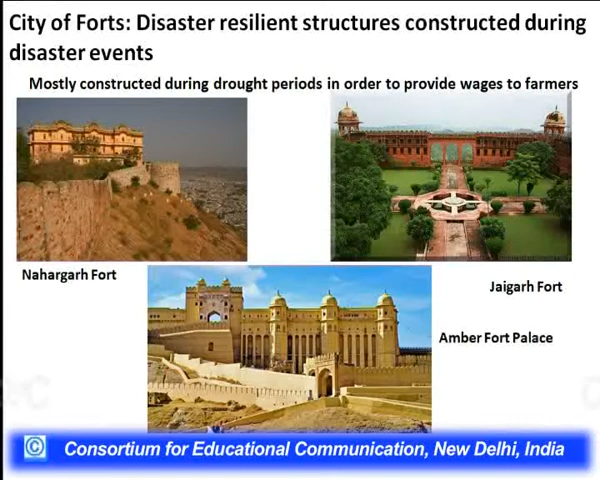 City of Forts: Disaster resilient structures constructed during
disaster events
Mostly constructed during drought periods in order to provide wages to farmers
Nahargarh Fort
Jaigarh Fort
Amber Fort Palace
© Consortium for Educational Communication, New Delhi, India